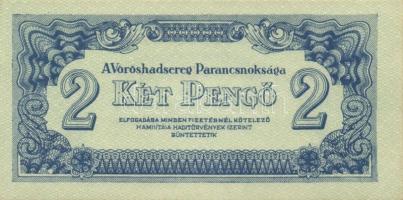 A Vöröshadsereg Parancsnoksága
2 KÉT PENGŐ 2
ELFOGADÁSA MINDEN FIZETÉSNÉL KÖTELEZŐ
HAMISÍTÁSA HADITÖRVÉNYEK SZERINT
BÜNTETTETIK